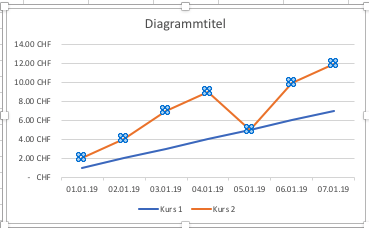 Diagrammtitel
14.00 CHF
12.00 CHF
10.00 CHF
8.00 CHF
6.00 CHF
4.00 CHF
2.00 CHF
- CHF
01.01.19 02.01.19 03.01.19 04.01.19 05.01.19 06.01.19 07.01.19
Kurs 1 Kurs 2